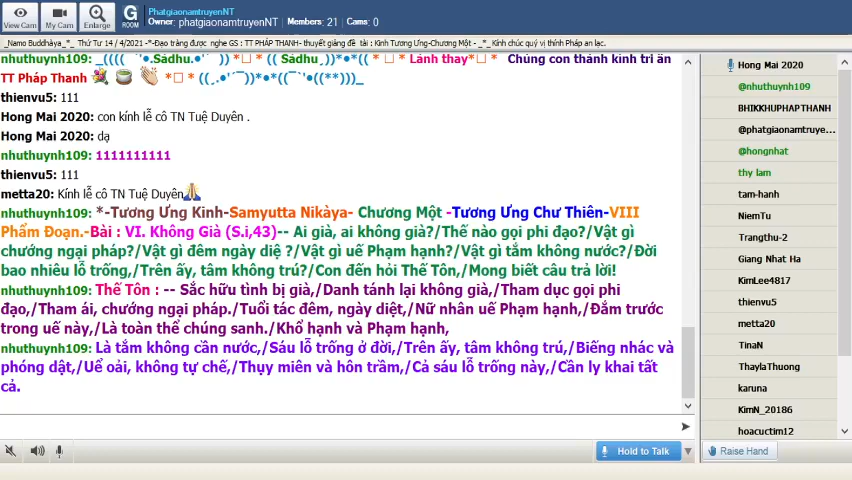 PhatgiaonamtruyenNT
Owner: phatgiaonamtruyenNT | Members: 21 | Cams: 0
View Cam
My Cam
Enlarge
G ROOM
_Namo Buddhàya_*_ Thứ Tư 14 / 4/2021 -*-Đạo tràng được nghe GS : TT PHÁP THANH- thuyết giảng đề tài : Kinh Tương Ưng-Chương Một - _*_ Kính chúc quý vị thính Pháp an lạc.
TT Pháp Thanh
thienvu5: 111
Hong Mai 2020: con kính lễ cô TN Tuệ Duyên .
Hong Mai 2020: dạ
nhuthuynh109: 1111111111
thienvu5: 111
metta20: Kính lễ cô TN Tuệ Duyên
nhuthuynh109: *-Tương Ưng Kinh-Samyutta Nikàya- Chương Một -Tương Ưng Chư Thiên-VIII
Phẩm Đoạn.-Bài : VI. Không Già (S.i,43)-- Ai già, ai không già?/Thế nào gọi phi đạo?/Vật gì
chướng ngại pháp?/Vật gì đêm ngày diệ ?/Vật gì uế Phạm hạnh?/Vật gì tắm không nước?/Đời
bao nhiêu lỗ trống,/Trên ấy, tâm không trú?/Con đến hỏi Thế Tôn,/Mong biết câu trả lời!
nhuthuynh109: Thế Tôn : -- Sắc hữu tình bị già,/Danh tánh lại không già,/Tham dục gọi phi
đạo,/Tham ái, chướng ngại pháp./Tuổi tác đêm, ngày diệt,/Nữ nhân uế Phạm hạnh,/Đắm trước
trong uế này,/Là toàn thể chúng sanh./Khổ hạnh và Phạm hạnh,
nhuthuynh109: Là tắm không cần nước,/Sáu lỗ trống ở đời,/Trên ấy, tâm không trú,/Biếng nhác và
phóng dật,/Uể oải, không tự chế,/Thụy miên và hôn trầm,/Cả sáu lỗ trống này,/Cần ly khai tất
cả.
Hong Mai 2020
@nhuthuynh109
BHIKKHUPHAPTHANH
@phatgiaonamtruye...
@hongnhat
thy lam
tam-hanh
NiemTu
Trangthu-2
Giang Nhat Ha
KimLee4817
thienvu5
metta20
TinaN
ThaylaThuong
karuna
KimN_20186
hoacuctim12
Hold to Talk
Raise Hand